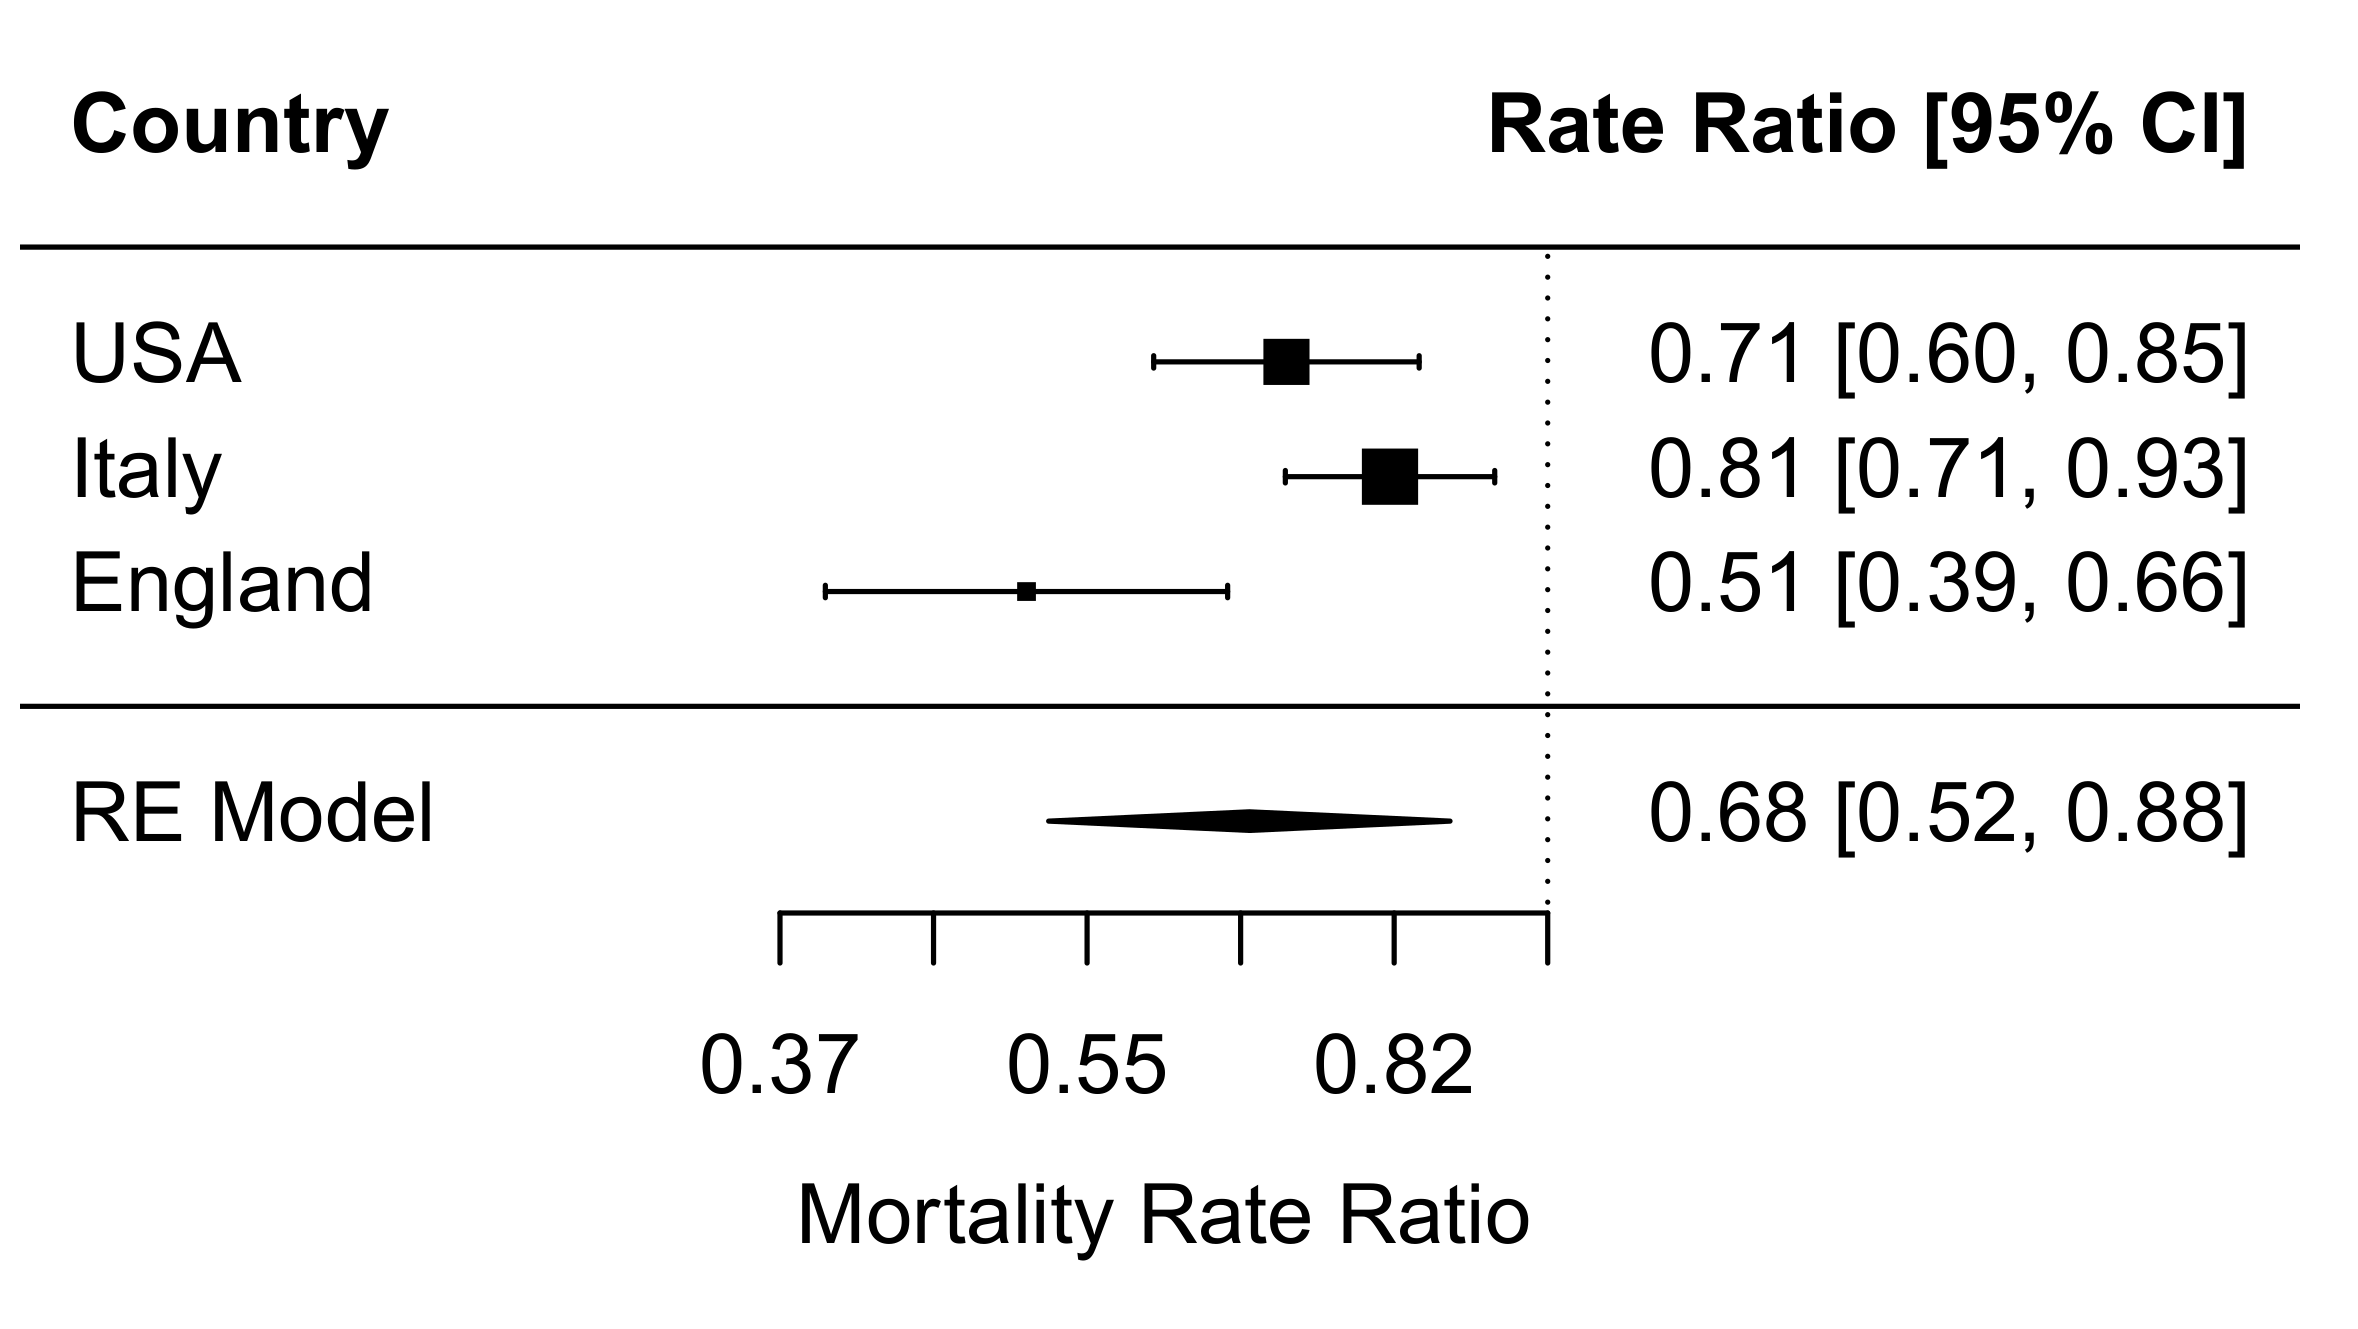 Country Rate Ratio [95% CI]
USA 0.71 [0.60, 0.85]
Italy 0.81 [0.71, 0.93]
England 0.51 [0.39, 0.66]
RE Model 0.68 [0.52, 0.88]
0.37 0.55 0.82
Mortality Rate Ratio